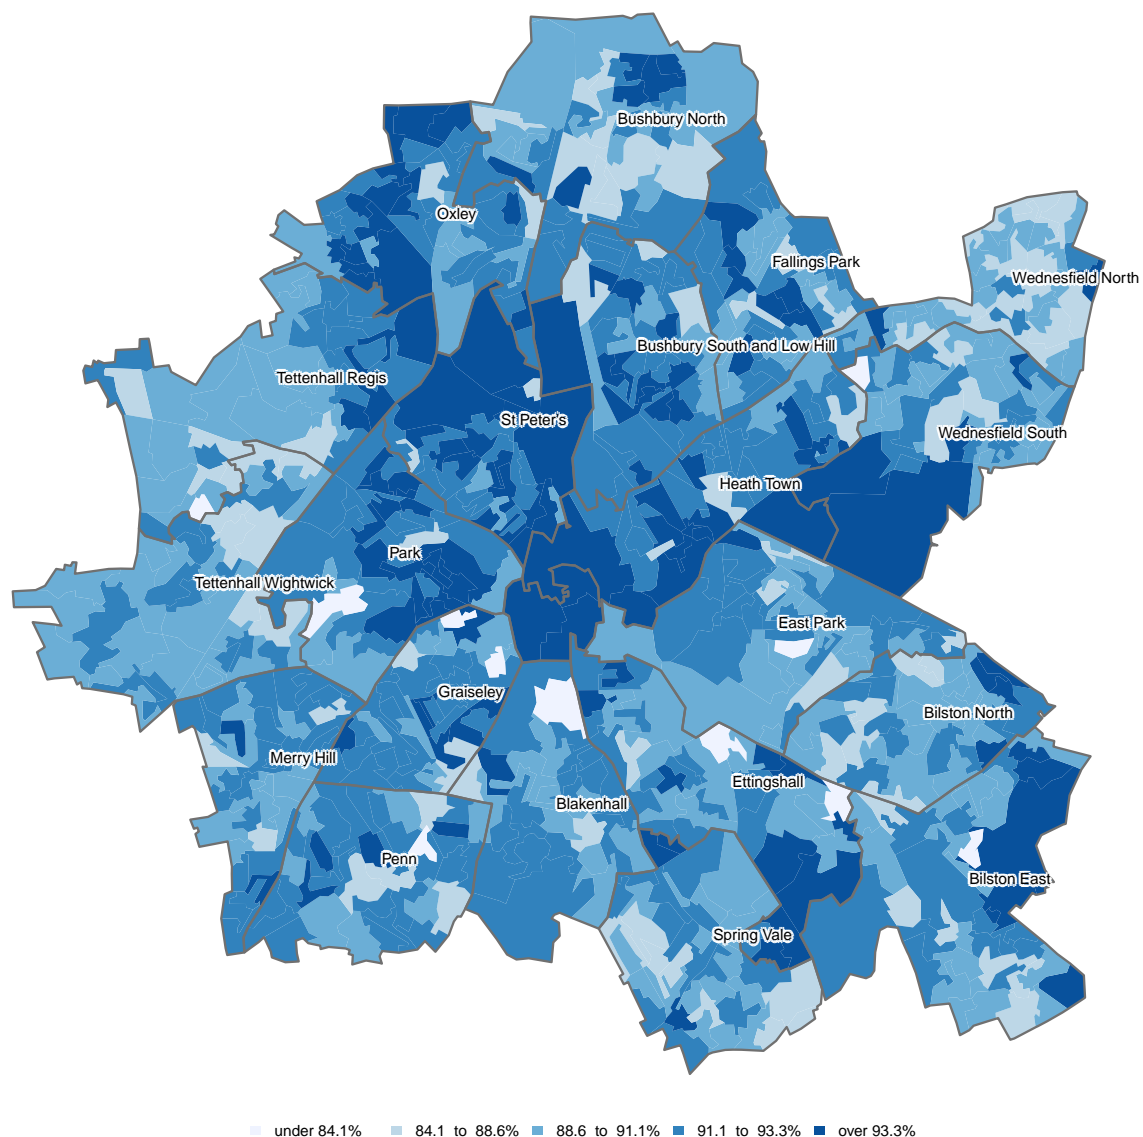 Bushbury North
Oxley
Fallings Park
Wednesfield North
Bushbury South and Low Hill
Tettenhall Regis
St Peter's
Wednesfield South
Heath Town
Park
Tettenhall Wightwick
East Park
Graiseley
Bilston North
Merry Hill
Ettingshall
Blakenhall
Penn
Bilston East
Spring Vale
under 84.1% 84.1 to 88.6% 88.6 to 91.1% 91.1 to 93.3% over 93.3%